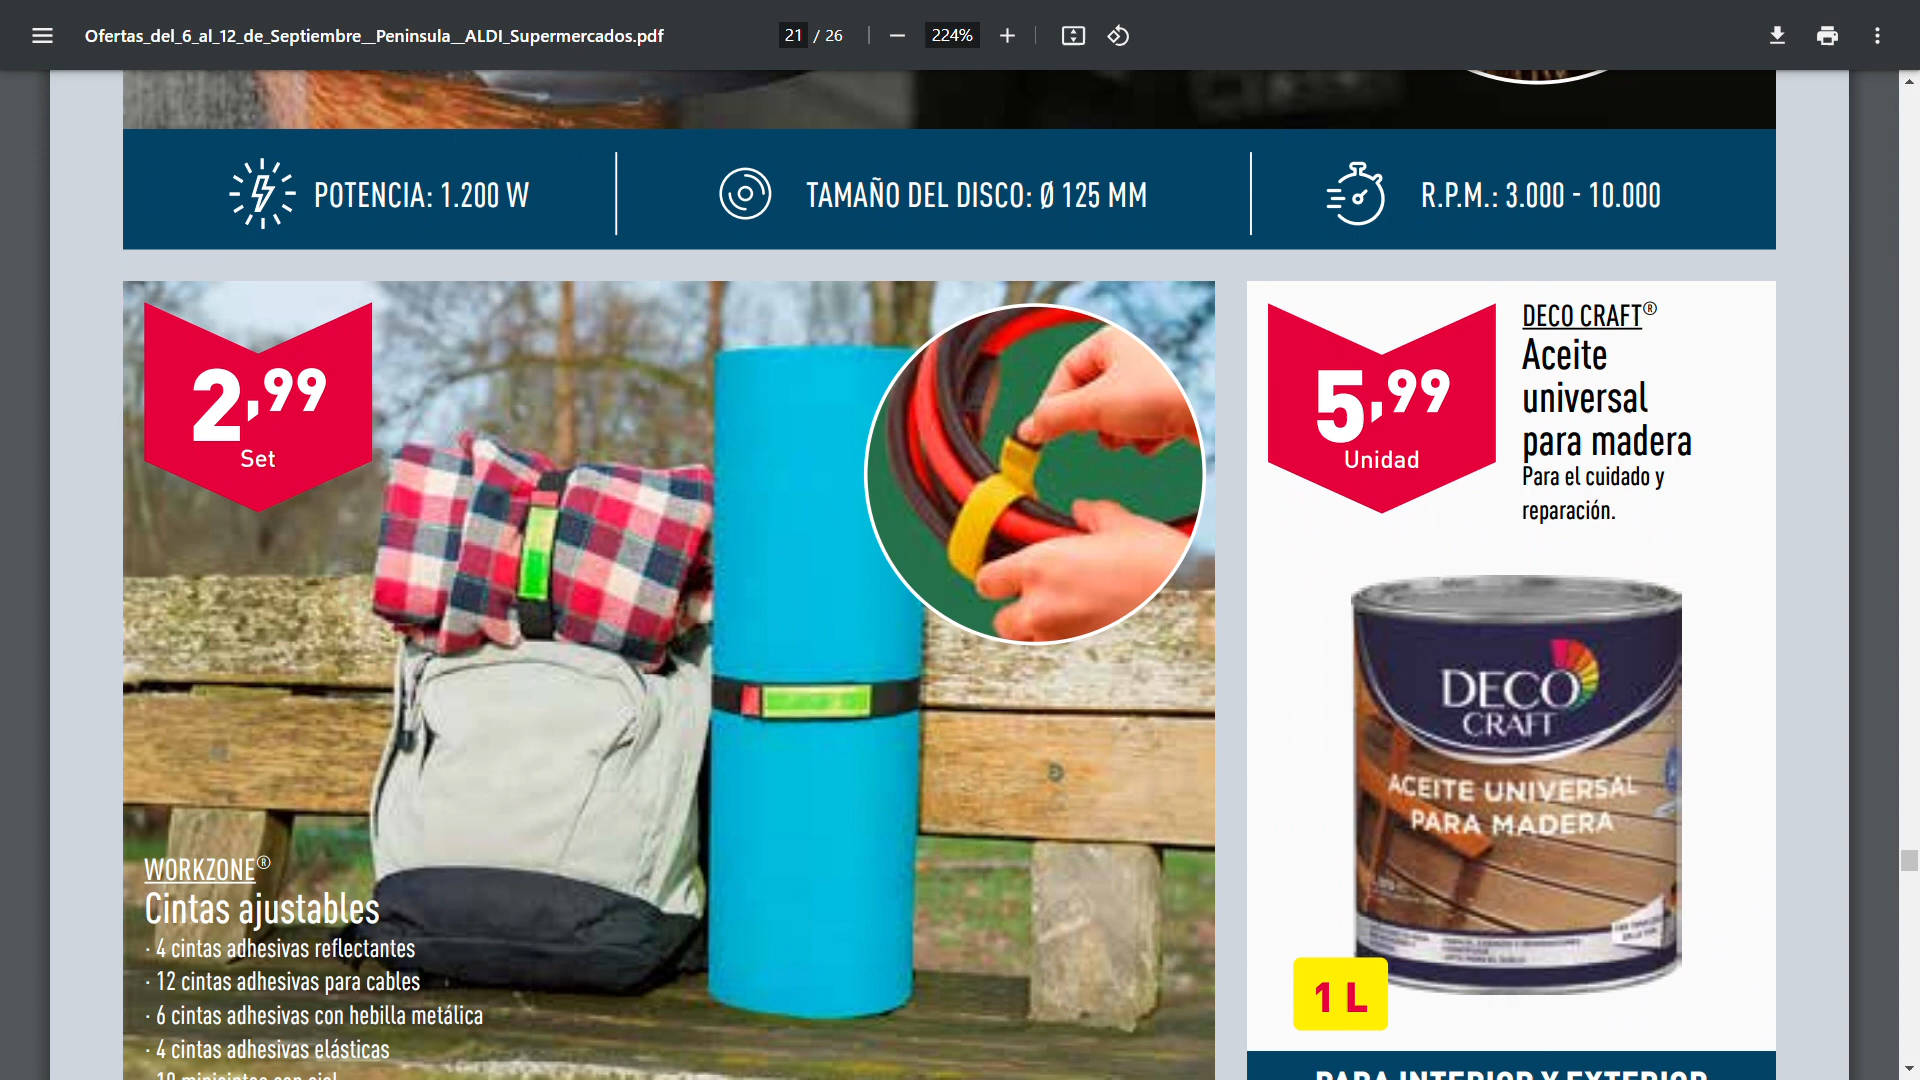 Ofertas_del_6_al_12_de_Septiembre__Peninsula__ALDI_Supermercados.pdf
21 / 26
224%
POTENCIA: 1.200 W
TAMAÑO DEL DISCO: Ø 125 MM
R.P.M.: 3.000 - 10.000
2,99
Set
WORKZONE®
Cintas ajustables
· 4 cintas adhesivas reflectantes
· 12 cintas adhesivas para cables
· 6 cintas adhesivas con hebilla metálica
· 4 cintas adhesivas elásticas
5,99
Unidad
DECO CRAFT®
Aceite
universal
para madera
Para el cuidado y
reparación.
DECO
CRAFT
ACEITE UNIVERSAL
PARA MADERA
1 L
PARA INTERIOR Y EXTERIOR